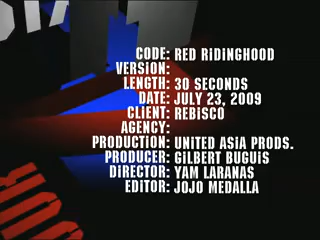 CODE: RED RiDINGHOOD
VERSION:
LENGTH: 30 SECONDS
DATE: JULY 23, 2009
CLIENT: REBISCO
AGENCY:
PRODUCTION: UNITED ASIA PRODS.
PRODUCER: GiLBERT BUGUiS
DiRECTOR: YAM LARANAS
EDITOR: JOJO MEDALLA